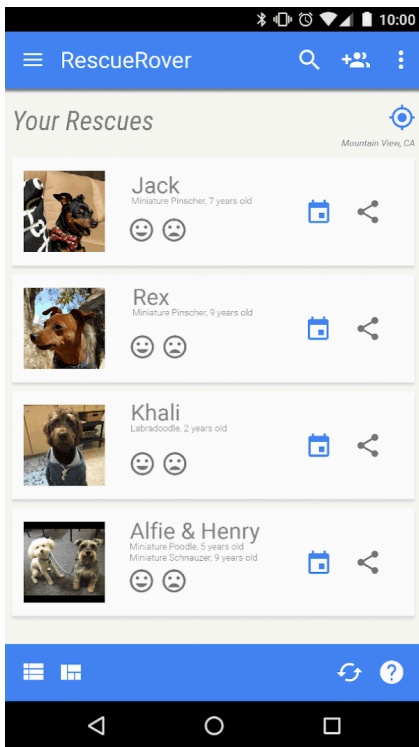 10:00
RescueRover
Your Rescues
Mountain View, CA
Jack
Miniature Pinscher, 7 years old
Rex
Miniature Pinscher, 9 years old
Khali
Labradoodle, 2 years old
Alfie & Henry
Miniature Poodle, 5 years old
Miniature Schnauzer, 9 years old